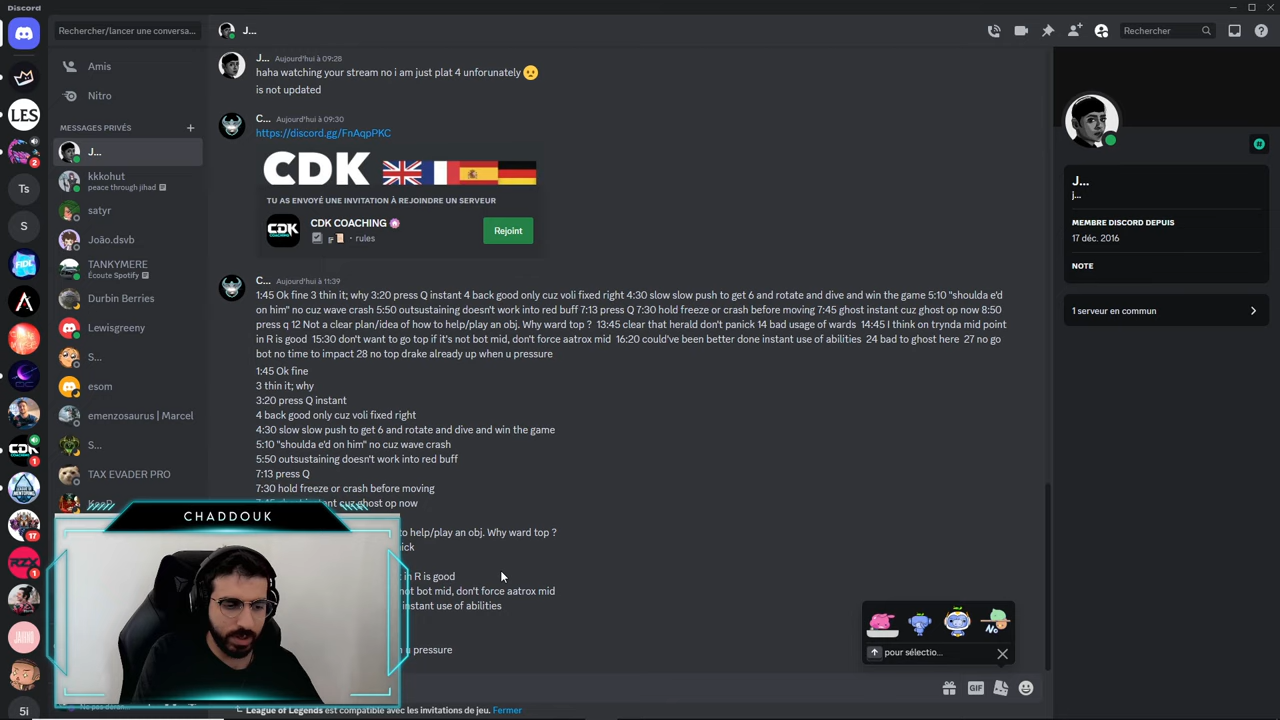 Discord
Rechercher/lancer une conversa...
J...
Rechercher
Amis
Nitro
MESSAGES PRIVÉS
J...
kkkohut
peace through jihad
satyr
João.dsvb
TANKYMERE
Écoute Spotify
Durbin Berries
Lewisgreeny
S...
esom
emenzosaurus | Marcel
S...
TAX EVADER PRO
LES
2
Ts
S
FIDL
CDK
COACHING
1
17
RZX
1
5i
J... Aujourd'hui à 09:28
haha watching your stream no i am just plat 4 unforunately
is not updated
C... Aujourd'hui à 09:30
https://discord.gg/FnAqpPKC
CDK
TU AS ENVOYÉ UNE INVITATION À REJOINDRE UN SERVEUR
CDK
COACHING
CDK COACHING
rules
Rejoint
C... Aujourd'hui à 11:39
1:45 Ok fine 3 thin it; why 3:20 press Q instant 4 back good only cuz voli fixed right 4:30 slow slow push to get 6 and rotate and dive and win the game 5:10 "shoulda e'd
on him" no cuz wave crash 5:50 outsustaining doesn't work into red buff 7:13 press Q 7:30 hold freeze or crash before moving 7:45 ghost instant cuz ghost op now 8:50
press q 12 Not a clear plan/idea of how to help/play an obj. Why ward top ? 13:45 clear that herald don't panick 14 bad usage of wards 14:45 I think on trynda mid point
in R is good 15:30 don't want to go top if it's not bot mid, don't force aatrox mid 16:20 could've been better done instant use of abilities 24 bad to ghost here 27 no go
bot no time to impact 28 no top drake already up when u pressure
1:45 Ok fine
3 thin it; why
3:20 press Q instant
4 back good only cuz voli fixed right
4:30 slow slow push to get 6 and rotate and dive and win the game
5:10 "shoulda e'd on him" no cuz wave crash
5:50 outsustaining doesn't work into red buff
7:13 press Q
7:30 hold freeze or crash before moving
cuz ghost op now
to help/play an obj. Why ward top ?
ick
in R is good
not bot mid, don't force aatrox mid
instant use of abilities
u pressure
CHADDOUK
pour sélectio...
No
GIF
League of Legends est compatible avec les invitations de jeu. Fermer
J...
j...
MEMBRE DISCORD DEPUIS
17 déc. 2016
NOTE
1 serveur en commun